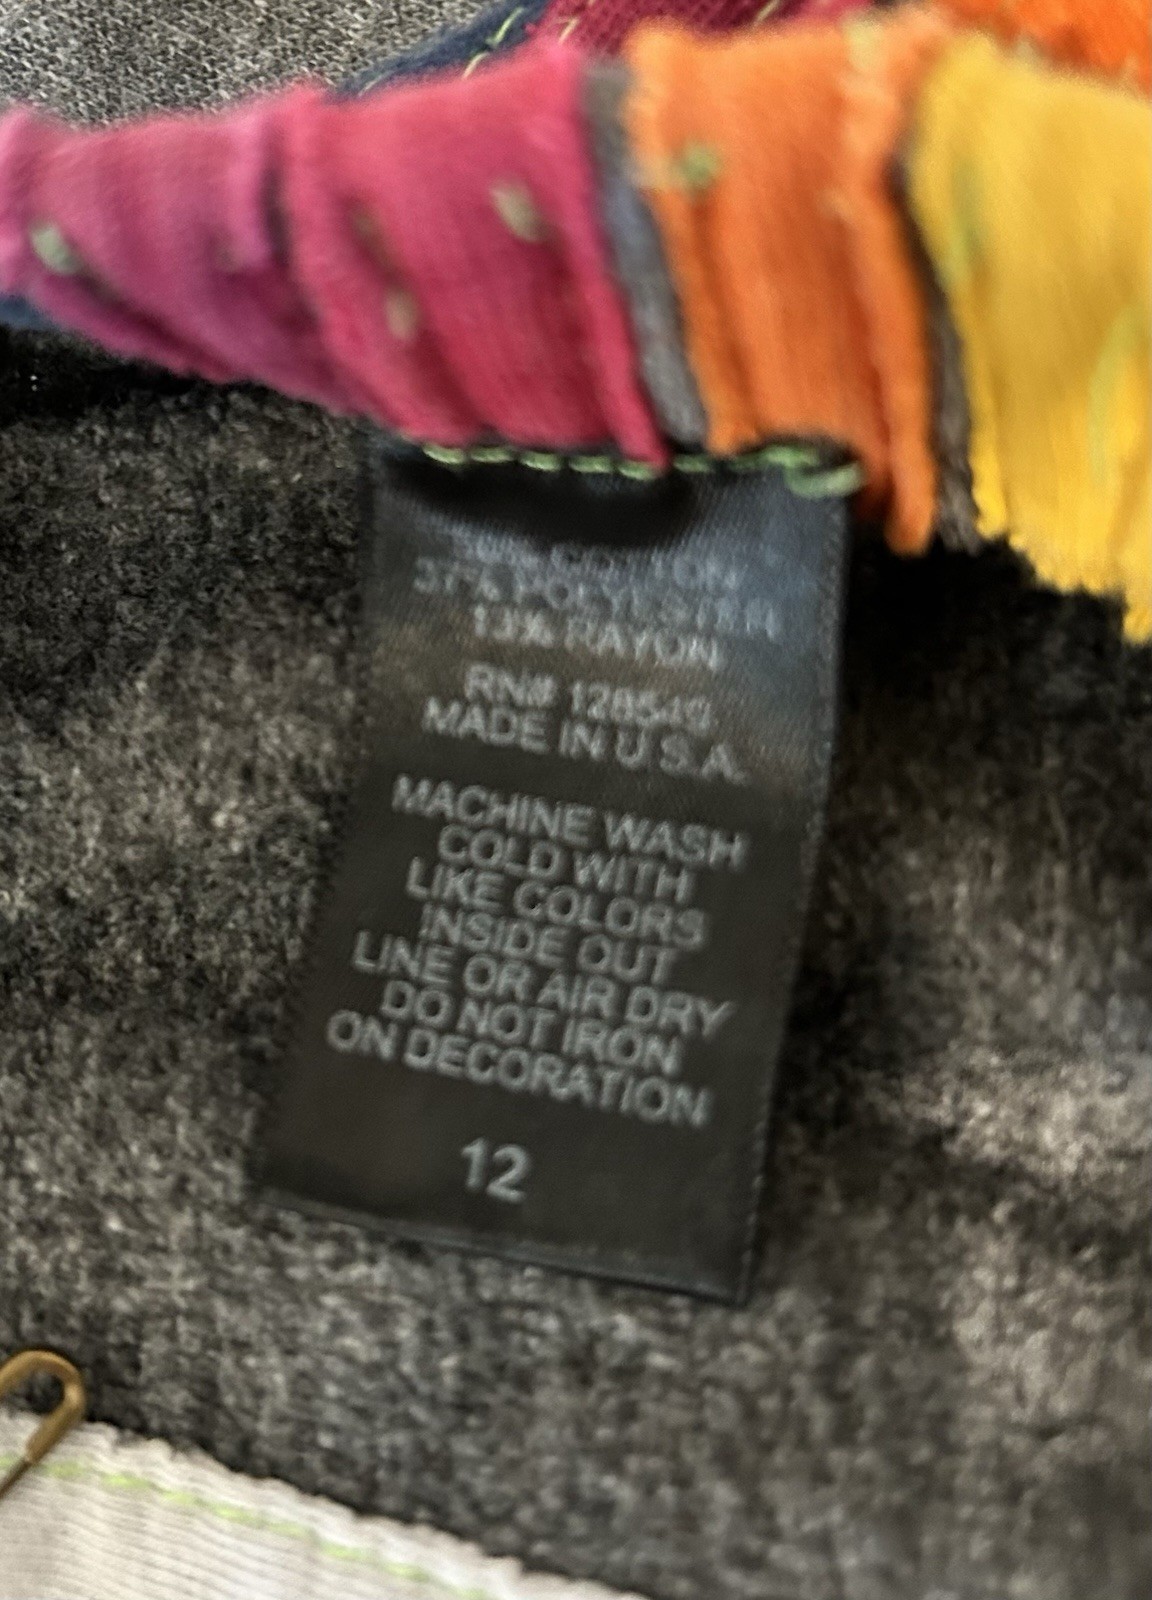 COTTON
37% POLYESTER
13% RAYON
RN# 128549
MADE IN U.S.A.
MACHINE WASH
COLD WITH
LIKE COLORS
INSIDE OUT
LINE OR AIR DRY
DO NOT IRON
ON DECORATION
12